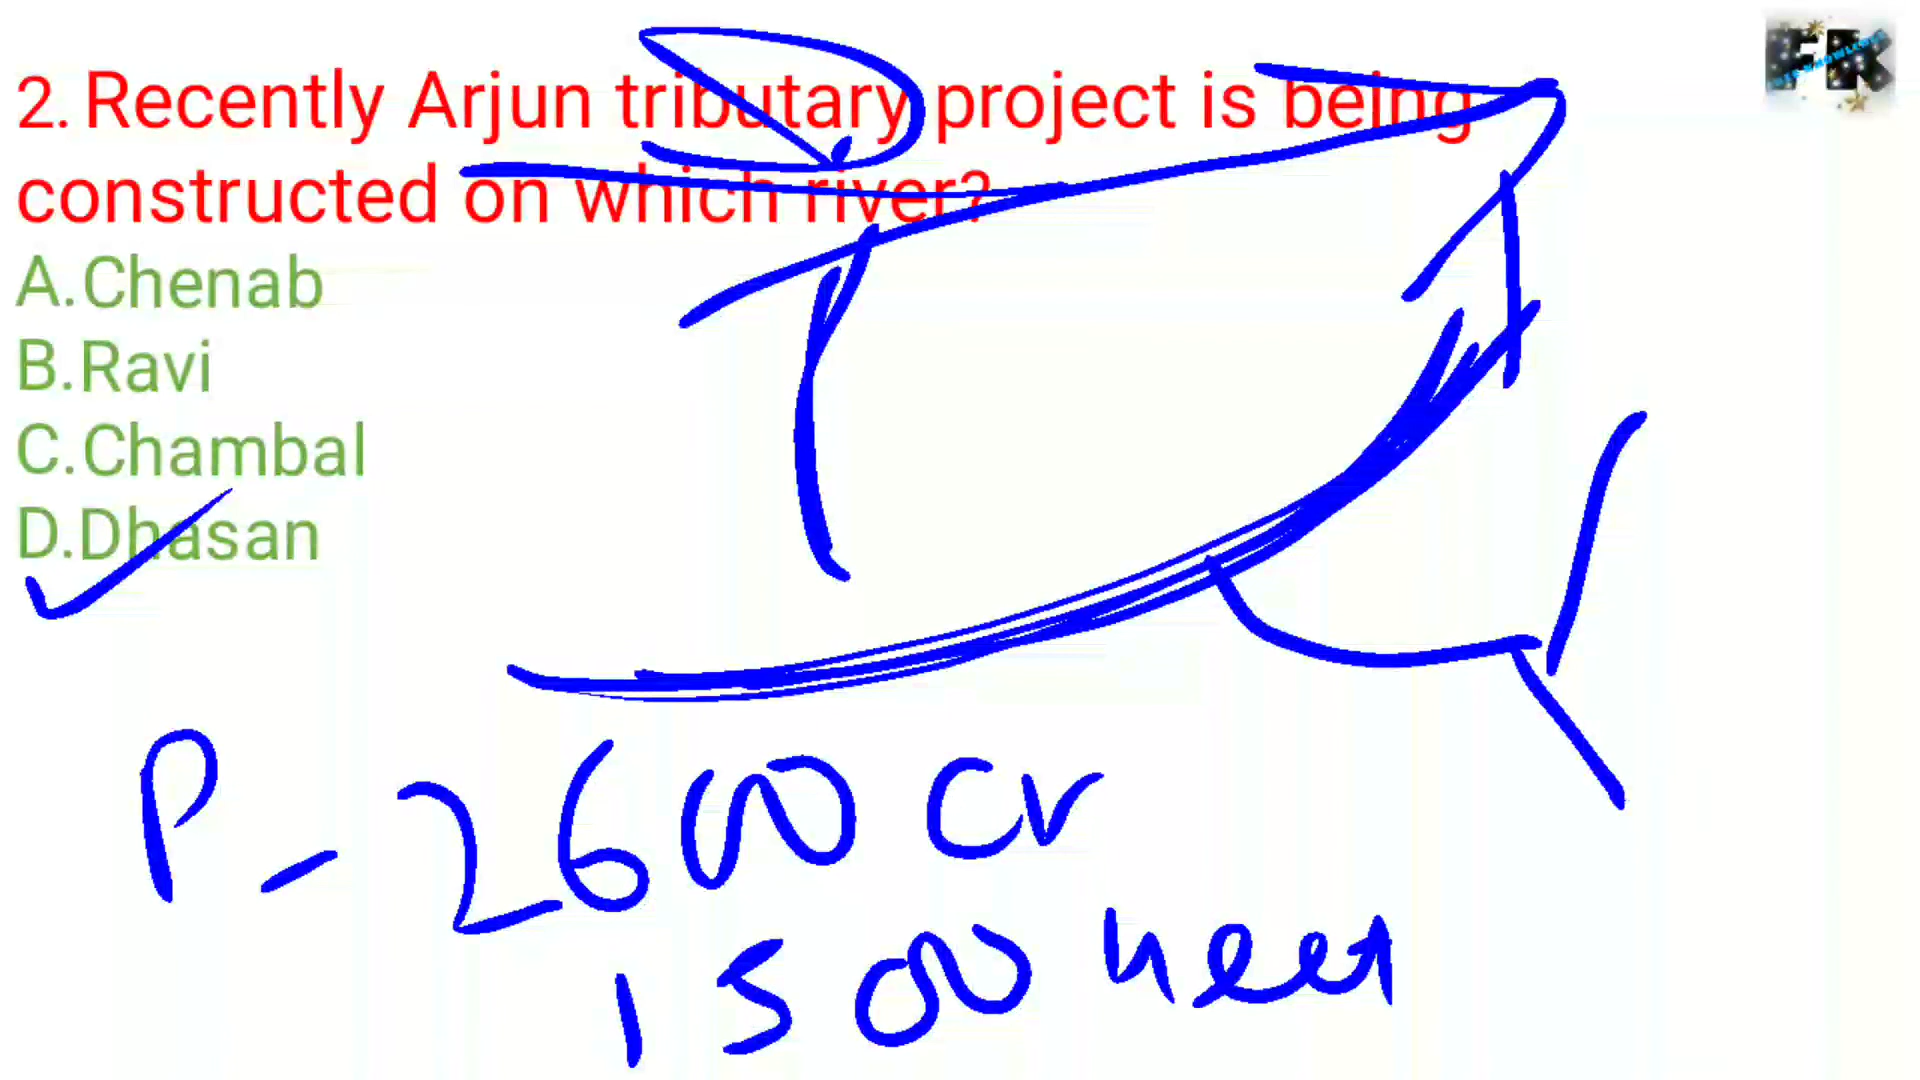 2. Recently Arjun tributary project is being
constructed on which river?
A.Chenab
B.Ravi
C.Chambal
D.Dhasan
P - 2600 cr
1500